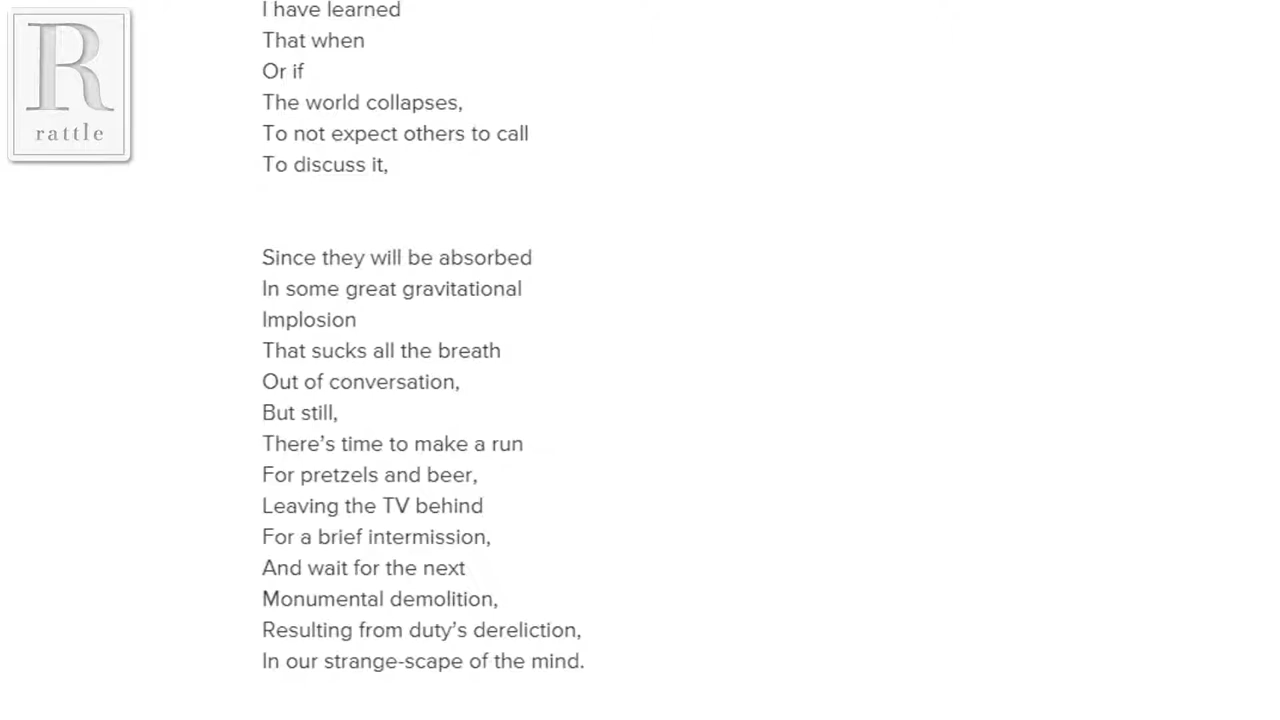 R
rattle
I have learned
That when
Or if
The world collapses,
To not expect others to call
To discuss it,
Since they will be absorbed
In some great gravitational
Implosion
That sucks all the breath
Out of conversation,
But still,
There's time to make a run
For pretzels and beer,
Leaving the TV behind
For a brief intermission,
And wait for the next
Monumental demolition,
Resulting from duty's dereliction,
In our strange-scape of the mind.